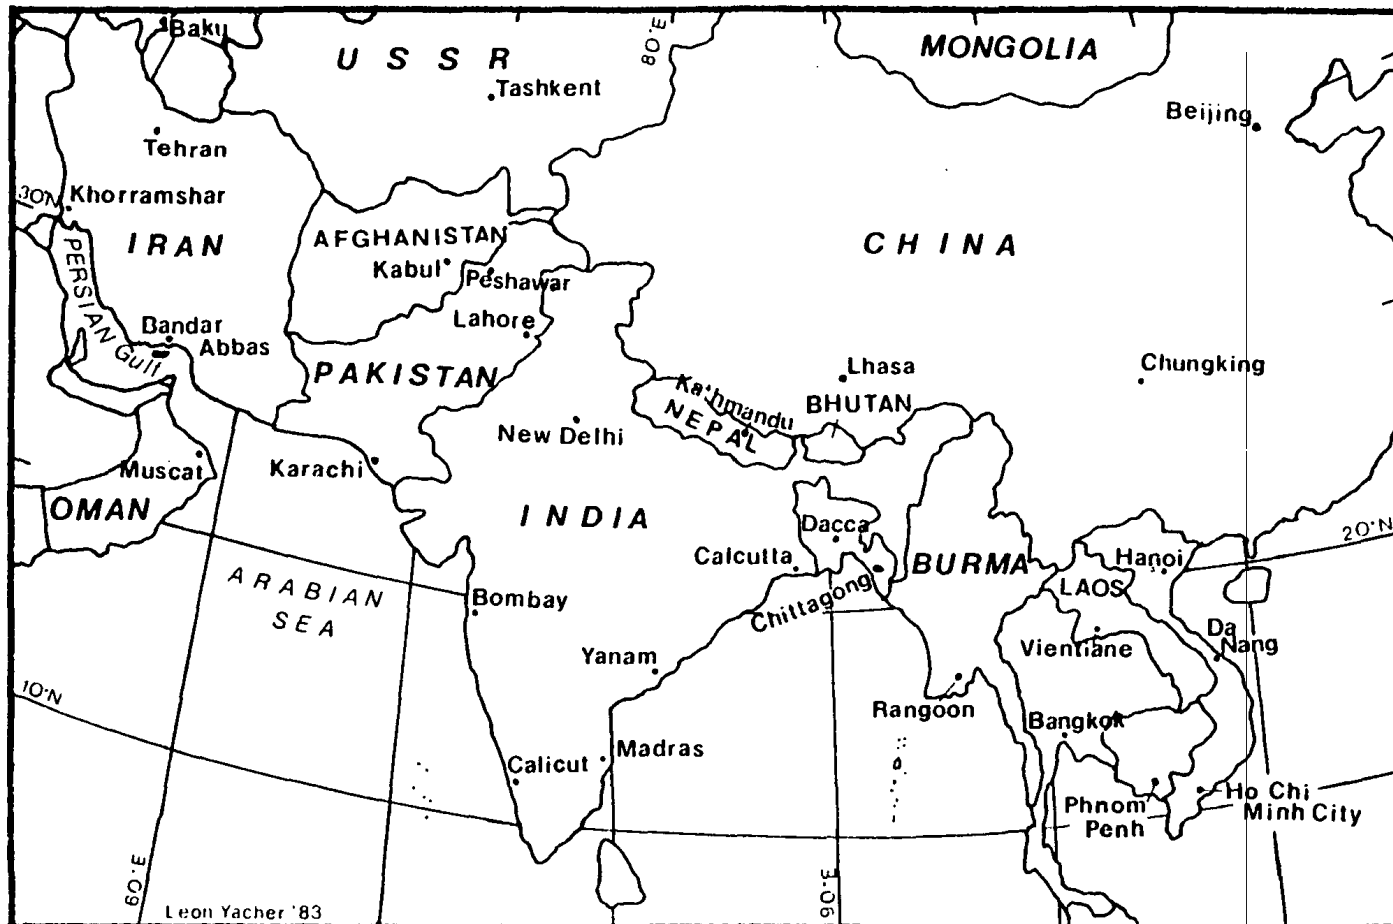 Baku
U S S R
80°E.
MONGOLIA
Tashkent
Beijing
Tehran
30°N
Khorramshar
IRAN
AFGHANISTAN
CHINA
Kabul
Peshawar
PERSIAN Gulf
Bandar
Abbas
Lahore
PAKISTAN
Lhasa
Chungking
Kathmandu
NEPAL
BHUTAN
New Delhi
Muscat
Karachi
OMAN
INDIA
Dacca
20°N
Calcutta
BURMA
Hanoi
LAOS
ARABIAN
SEA
Bombay
Chittagong
Da
Nang
Yanam
Vientiane
10°N
Rangoon
Bangkok
Madras
Calicut
Phnom
Penh
Ho Chi
Minh City
60°E.
90°E.
Leon Yacher '83